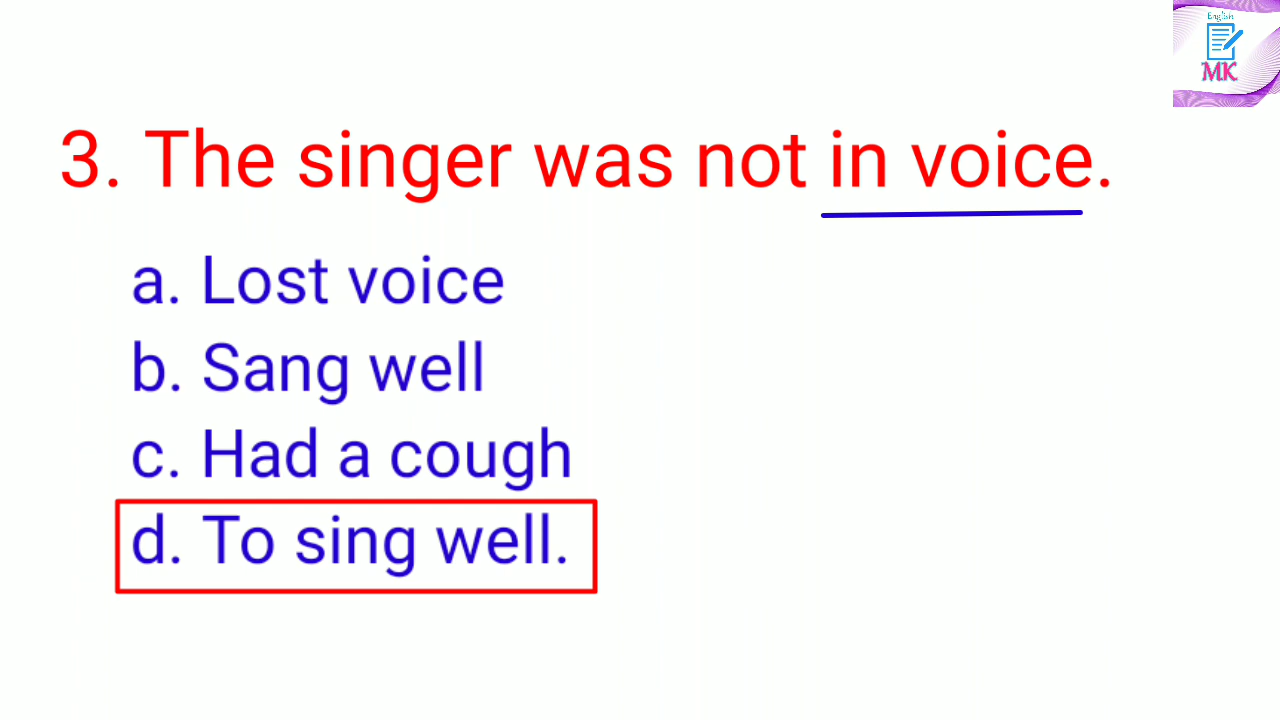 English
MK
3. The singer was not in voice.
a. Lost voice
b. Sang well
c. Had a cough
d. To sing well.